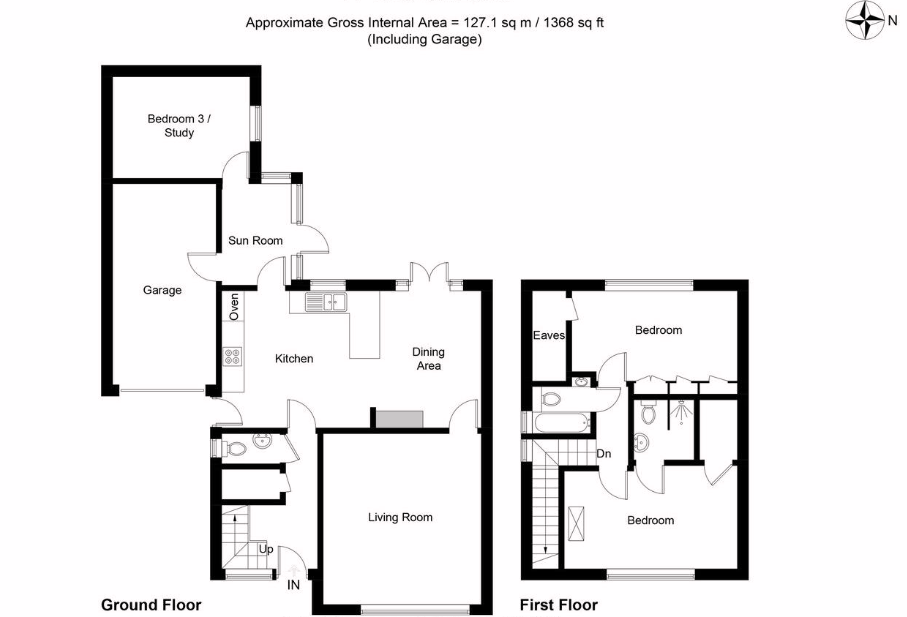 Approximate Gross Internal Area = 127.1 sq m / 1368 sq ft
(Including Garage)
N
Bedroom 3 /
Study
Sun Room
Garage
Oven
Kitchen
Dining
Area
Living Room
Up
IN
Ground Floor
Eaves
Bedroom
Dn
Bedroom
First Floor